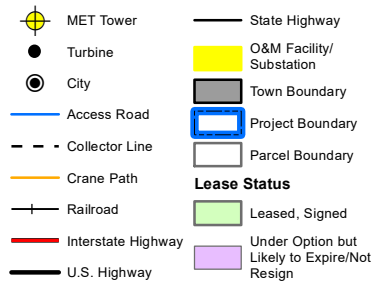 MET Tower
Turbine
City
Access Road
Collector Line
Crane Path
Railroad
Interstate Highway
U.S. Highway
State Highway
O&M Facility/
Substation
Town Boundary
Project Boundary
Parcel Boundary
Lease Status
Leased, Signed
Under Option but
Likely to Expire/Not
Resign